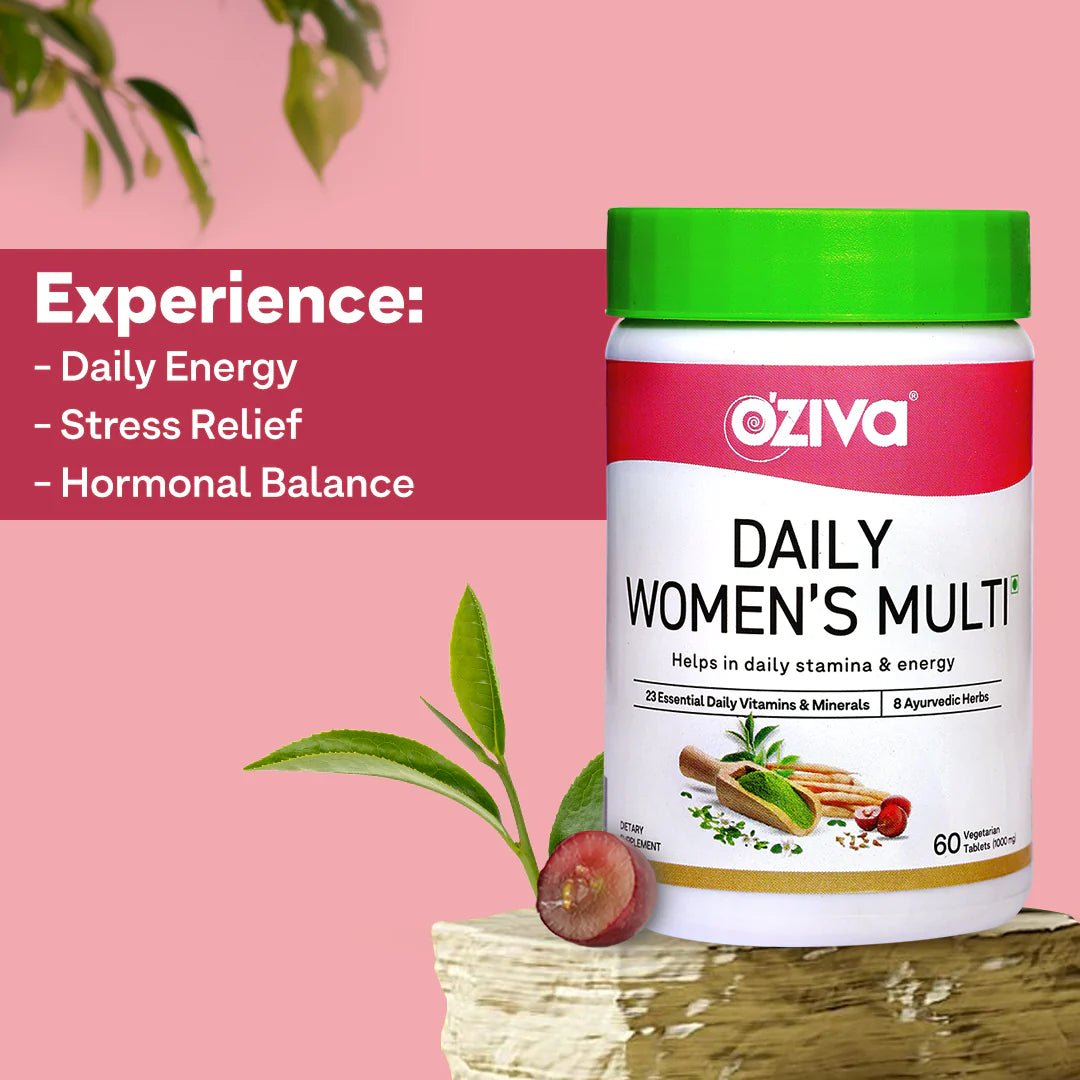 Experience:
- Daily Energy
- Stress Relief
- Hormonal Balance
O'ZIVA®
DAILY
WOMEN'S MULTI
Helps in daily stamina & energy
23 Essential Daily Vitamins & Minerals | 8 Ayurvedic Herbs
DIETARY
SUPPLEMENT
60 Vegetarian
Tablets (1000 mg)